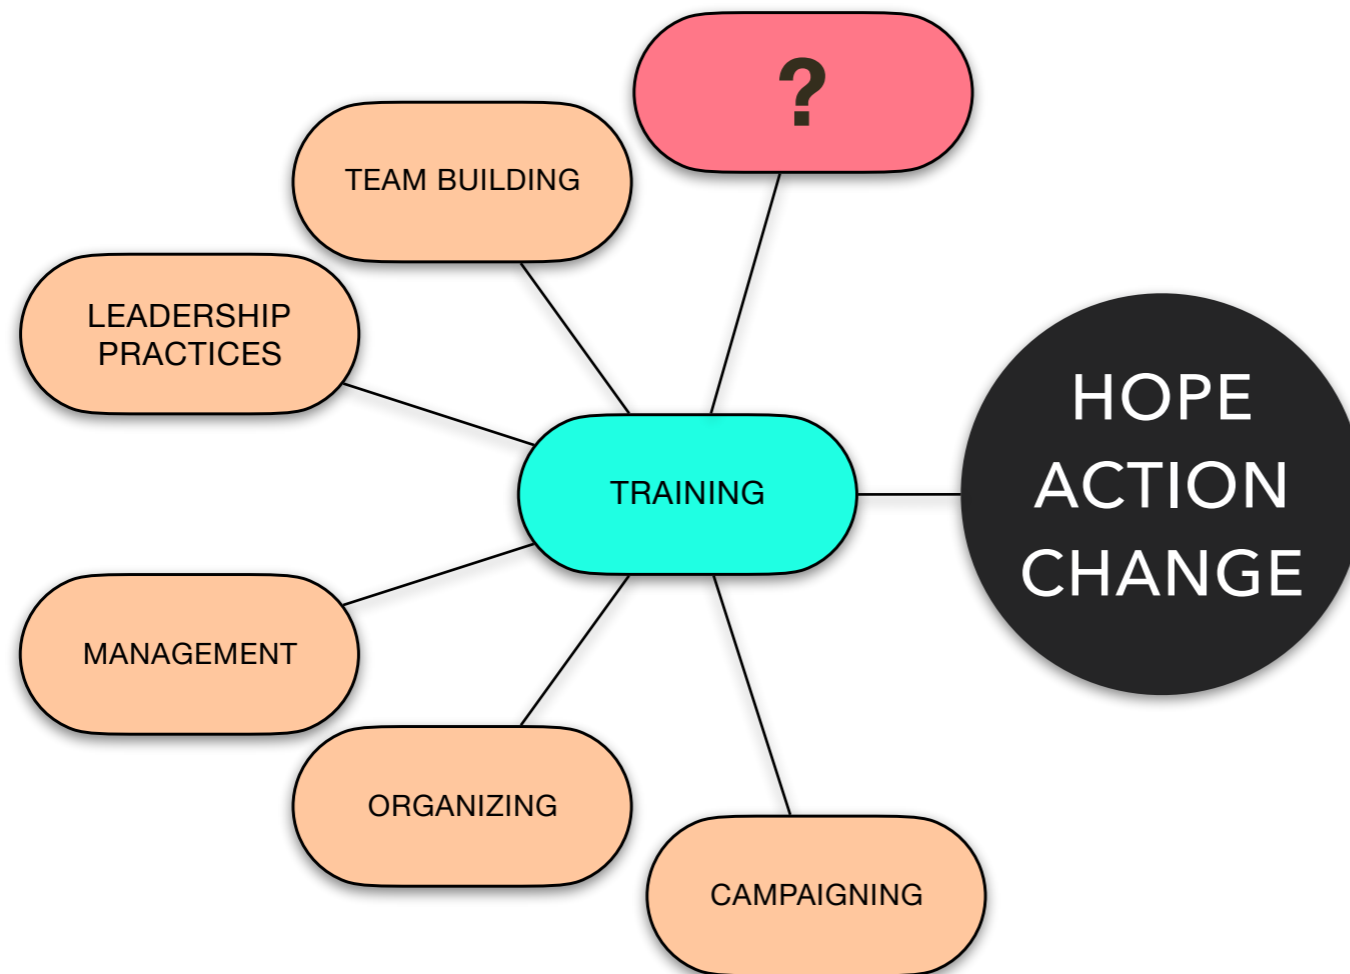 ?
TEAM BUILDING
LEADERSHIP
PRACTICES
TRAINING
HOPE
ACTION
CHANGE
MANAGEMENT
ORGANIZING
CAMPAIGNING